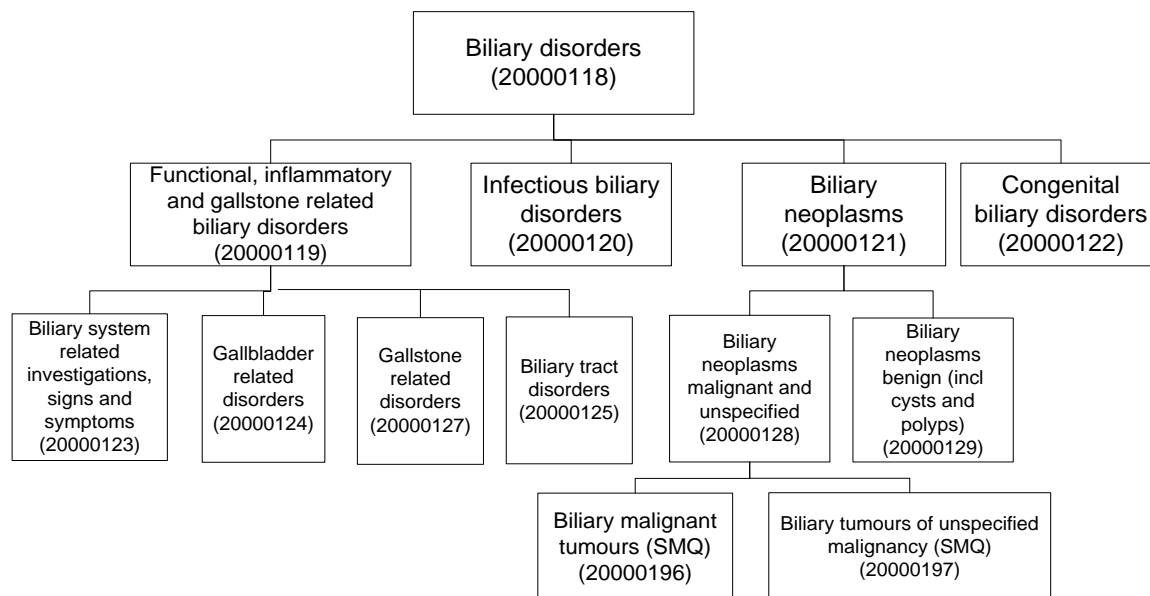 Biliary disorders
(20000118)
Functional, inflammatory
and gallstone related
biliary disorders
(20000119)
Infectious biliary
disorders
(20000120)
Biliary
neoplasms
(20000121)
Congenital
biliary disorders
(20000122)
Biliary system
related
investigations,
signs and
symptoms
(20000123)
Gallbladder
related
disorders
(20000124)
Gallstone
related
disorders
(20000127)
Biliary tract
disorders
(20000125)
Biliary
neoplasms
malignant and
unspecified
(20000128)
Biliary
neoplasms
benign (incl
cysts and
polyps)
(20000129)
Biliary malignant
tumours (SMQ)
(20000196)
Biliary tumours of unspecified
malignancy (SMQ)
(20000197)